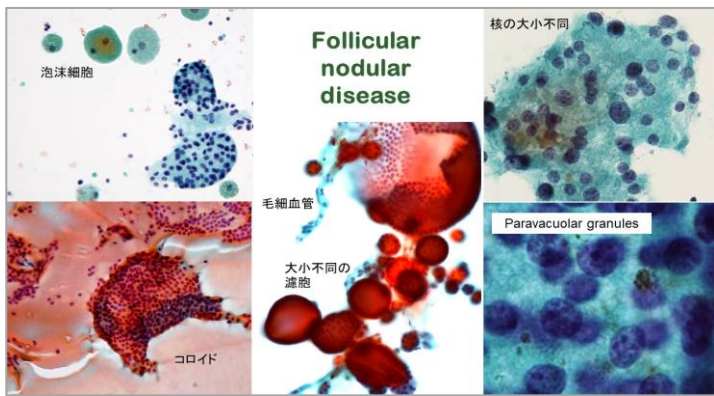 泡沫細胞
コロイド
Follicular
nodular
disease
毛細血管
大小不同の
濾胞
核の大小不同
Paravacuolar granules